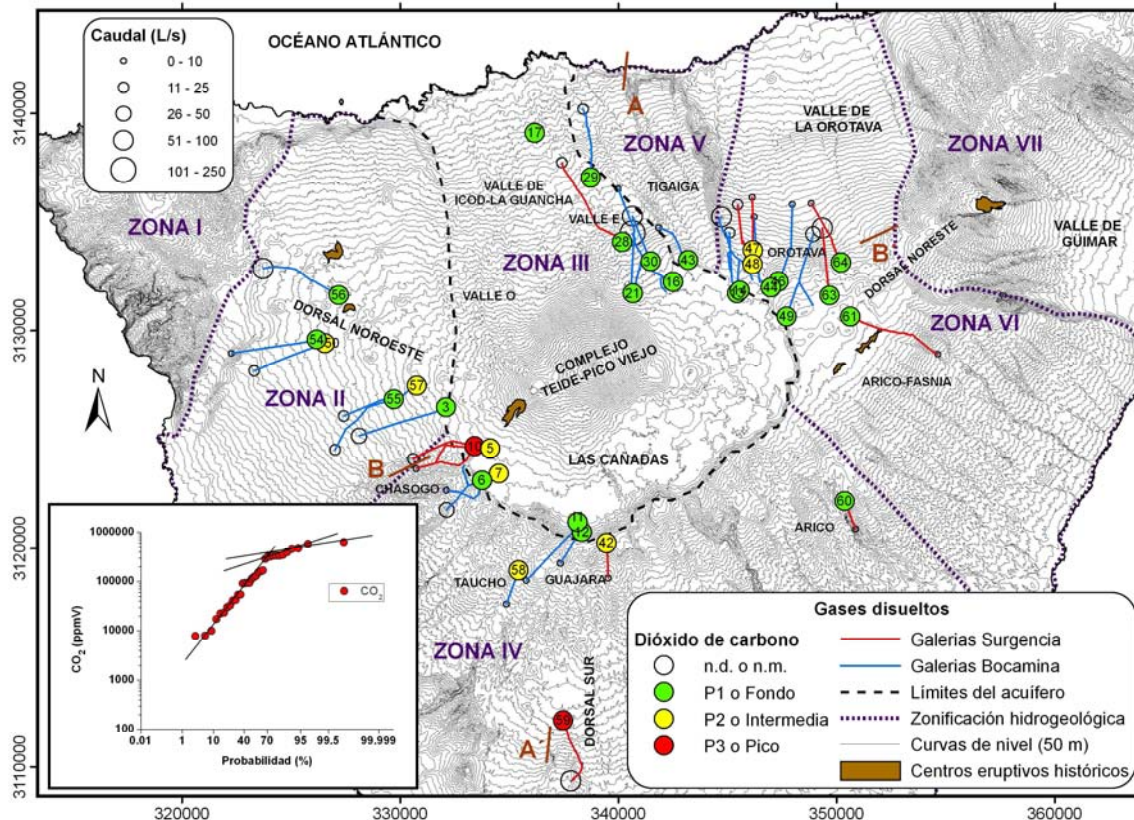 Caudal (L/s)
0 - 10
11 - 25
26 - 50
51 - 100
101 - 250
OCÉANO ATLÁNTICO
A
ZONA V
VALLE DE
LA OROTAVA
ZONA VII
ZONA I
17
29
TIGAIGA
VALLE DE
ICOD-LA GUANCHA
VALLE E
28
30
43
16
21
ZONA III
VALLE O
47
48
OROTAVA
44
49
64
63
61
B
DORSAL NORESTE
VALLE DE
GÜIMAR
ZONA VI
ARICO-FASNIA
56
DORSAL NOROESTE
54
50
57
55
3
ZONA II
COMPLEJO
TEIDE-PICO VIEJO
N
LAS CAÑADAS
B
CHASOGO
5
7
6
11
12
42
58
TAUCHO
GUAJARA
60
ARICO
ZONA IV
DORSAL SUR
59
A´
1000000
100000
10000
1000
100
CO2 (ppmV)
CO2
0.01
1
10
40
70
95
99.5
99.999
Probabilidad (%)
Gases disueltos
Dióxido de carbono
n.d. o n.m.
P1 o Fondo
P2 o Intermedia
P3 o Pico
Galerias Surgencia
Galerias Bocamina
Límites del acuífero
Zonificación hidrogeológica
Curvas de nivel (50 m)
Centros eruptivos históricos
3140000
3130000
3120000
3110000
320000
330000
340000
350000
360000